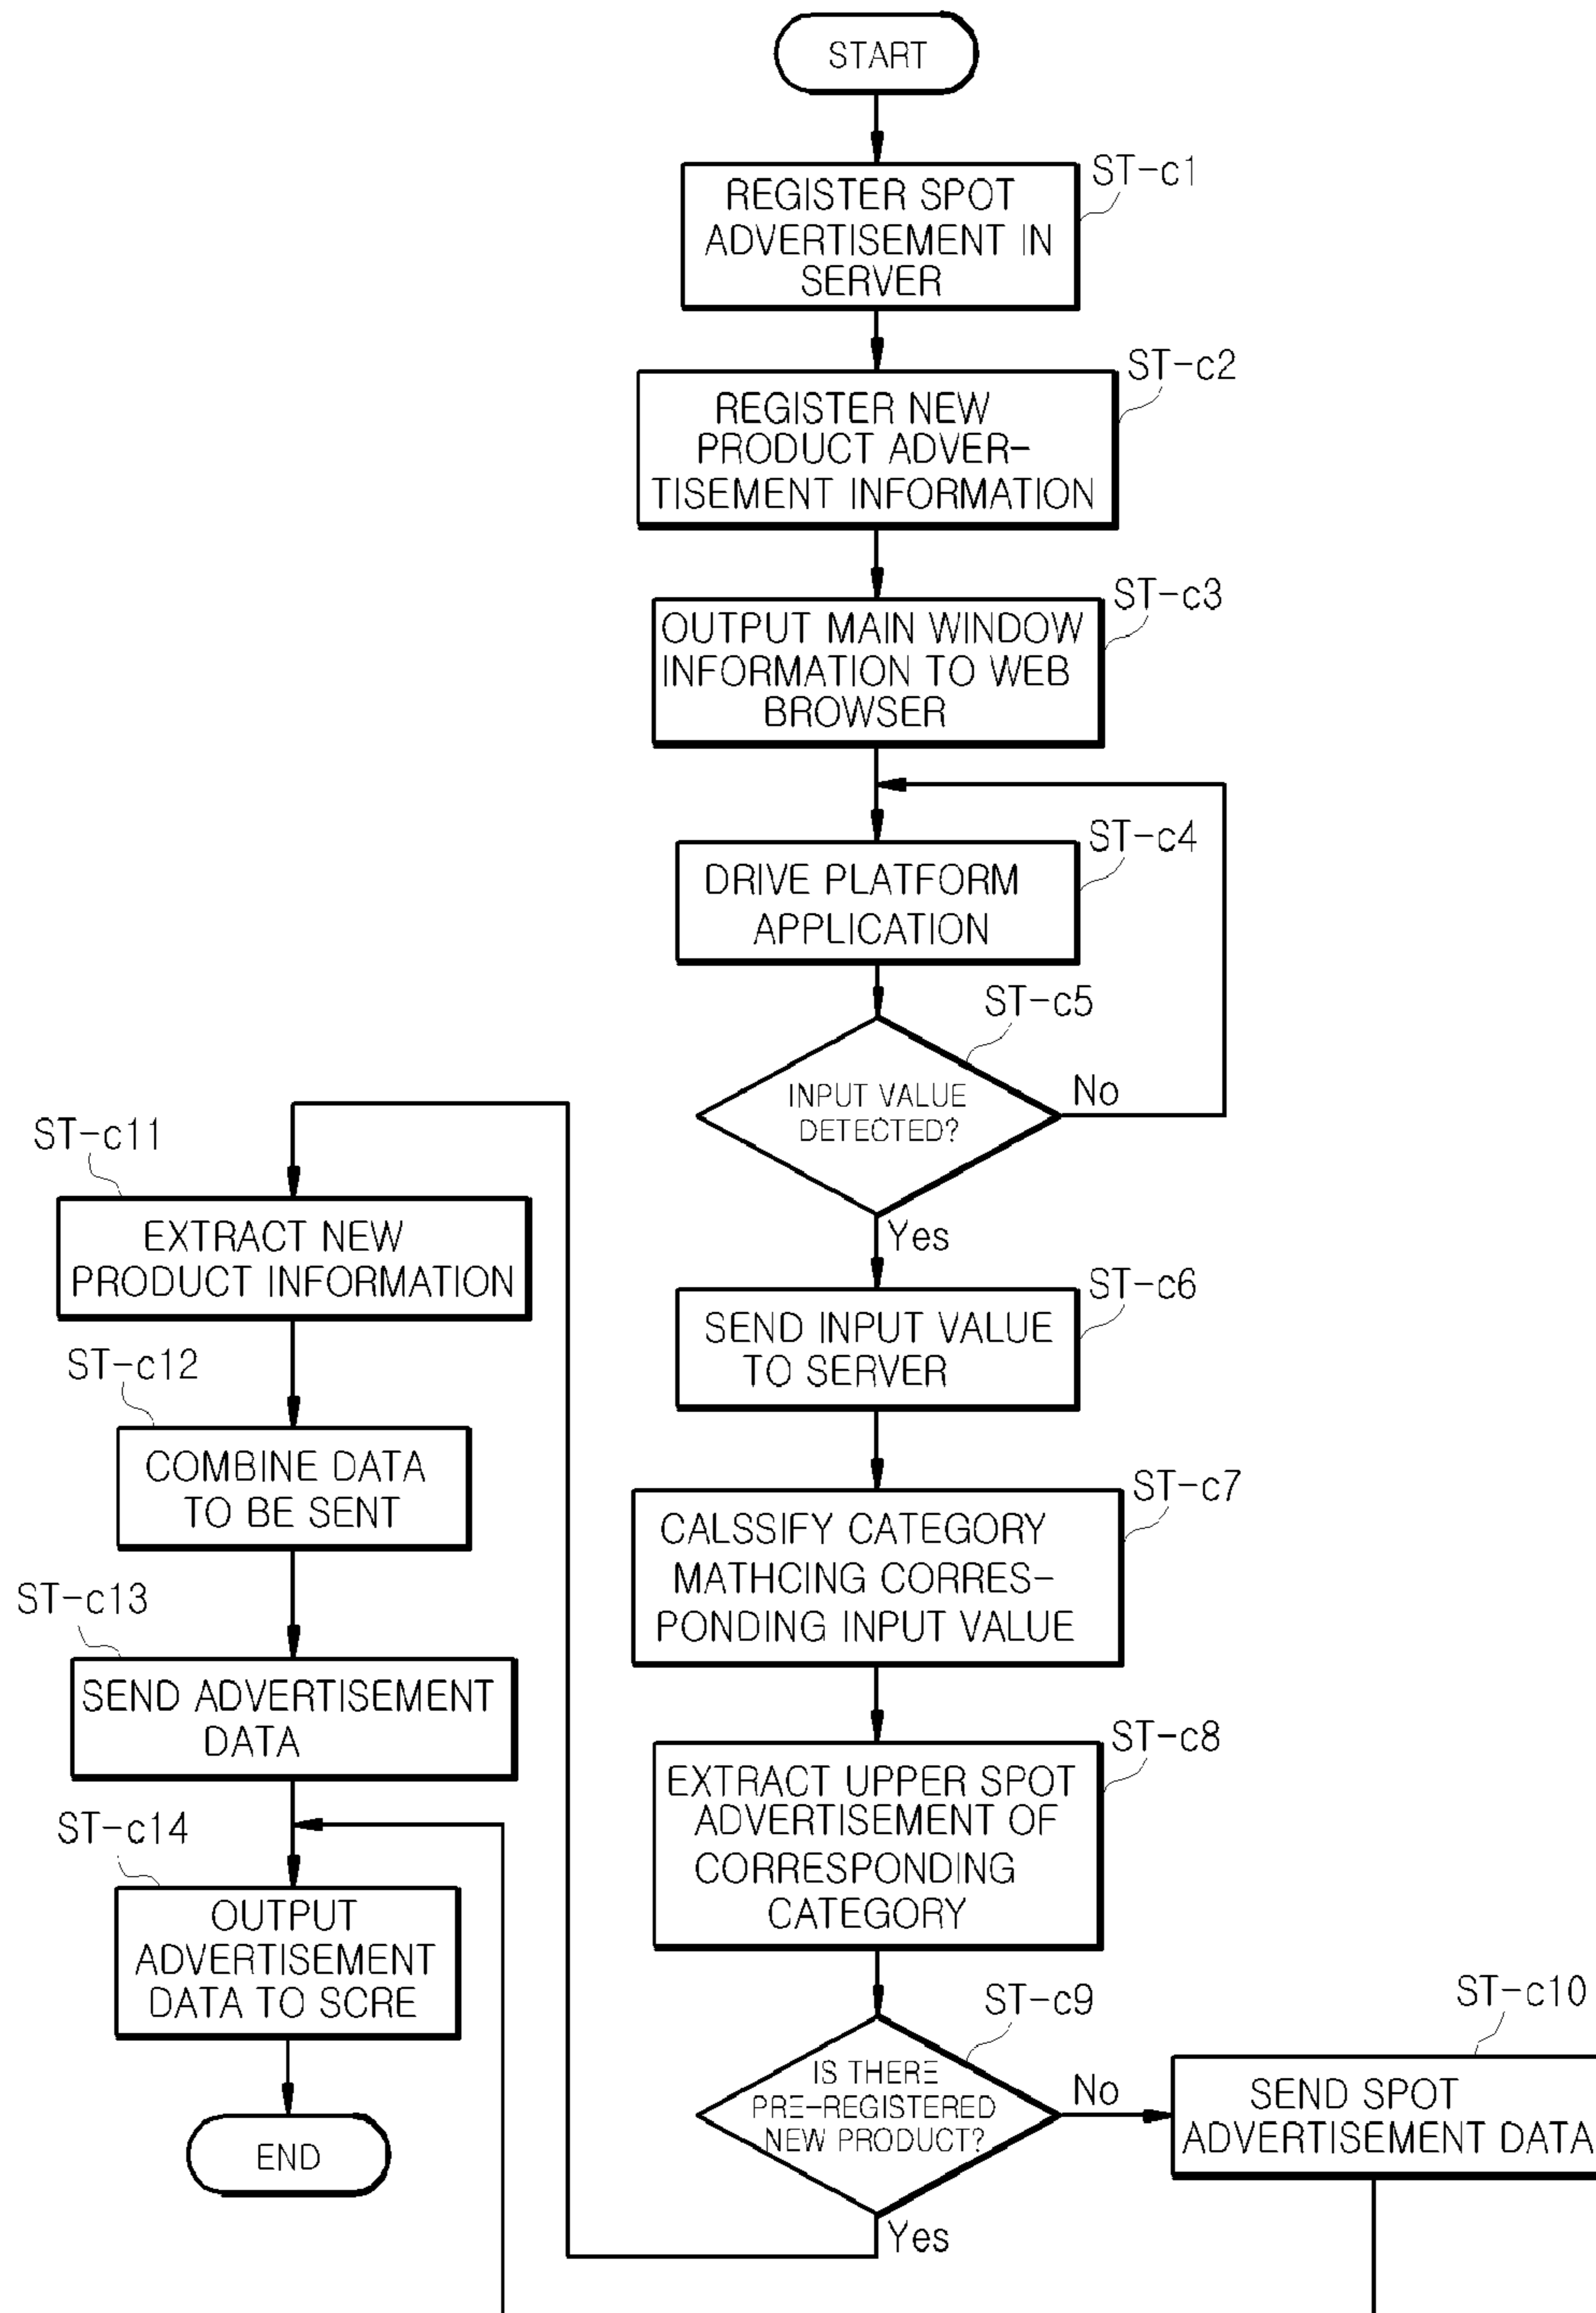 START
ST-c1
REGISTER SPOT
ADVERTISEMENT IN
SERVER
ST-c2
REGISTER NEW
PRODUCT ADVER-
TISEMENT INFORMATION
ST-c3
OUTPUT MAIN WINDOW
INFORMATION TO WEB
BROWSER
ST-c4
DRIVE PLATFORM
APPLICATION
ST-c5
INPUT VALUE
DETECTED?
No
Yes
ST-c6
SEND INPUT VALUE
TO SERVER
ST-c7
CALSSIFY CATEGORY
MATHCING CORRES-
PONDING INPUT VALUE
ST-c8
EXTRACT UPPER SPOT
ADVERTISEMENT OF
CORRESPONDING
CATEGORY
ST-c9
IS THERE
PRE-REGISTERED
NEW PRODUCT?
No
Yes
ST-c10
SEND SPOT
ADVERTISEMENT DATA
ST-c11
EXTRACT NEW
PRODUCT INFORMATION
ST-c12
COMBINE DATA
TO BE SENT
ST-c13
SEND ADVERTISEMENT
DATA
ST-c14
OUTPUT
ADVERTISEMENT
DATA TO SCRE
END